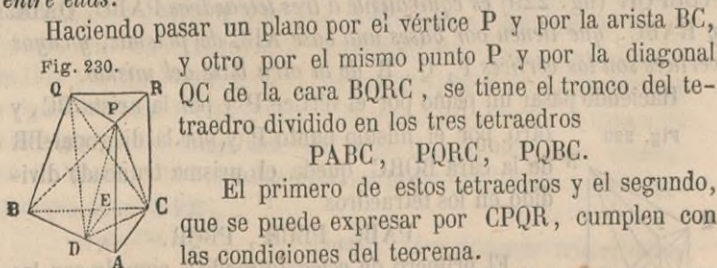 entre ellas.
Haciendo pasar un plano por el vértice P y por la arista BC,
Fig. 230.
y otro por el mismo punto P y por la diagonal
QC de la cara BQRC, se tiene el tronco del te-
traedro dividido en los tres tetraedros
PABC, PQRC, PQBC.
El primero de estos tetraedros y el segundo,
que se puede expresar por CPQR, cumplen con
las condiciones del teorema.
Q
P
R
B
E
C
D
A